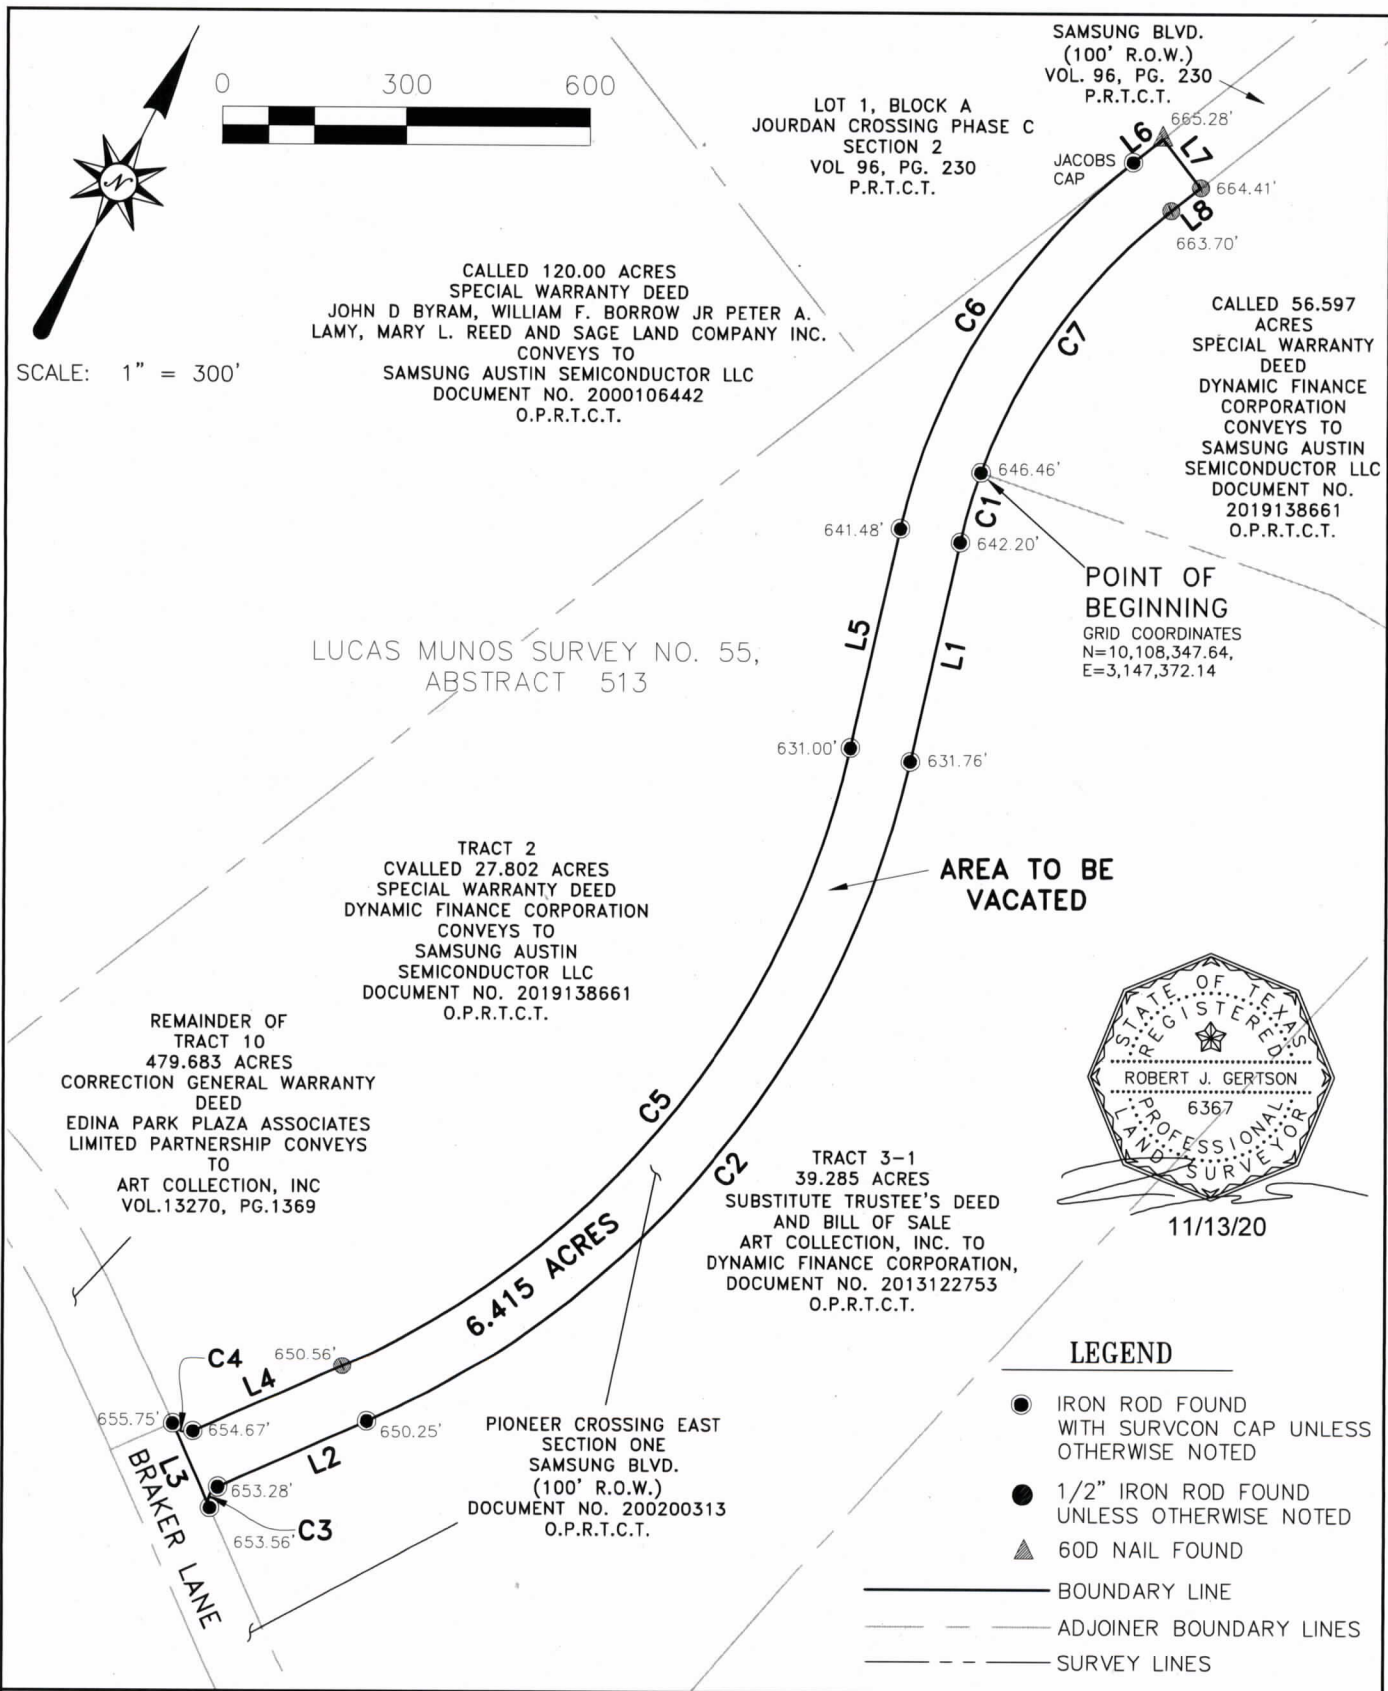 SAMSUNG BLVD.
(100' R.O.W.)
VOL. 96, PG. 230
P.R.T.C.T.
0 300 600
LOT 1, BLOCK A
JOURDAN CROSSING PHASE C
SECTION 2
VOL 96, PG. 230
P.R.T.C.T.
665.28'
L6
L7
JACOBS
CAP
664.41'
L8
663.70'
N
SCALE: 1" = 300'
CALLED 120.00 ACRES
SPECIAL WARRANTY DEED
JOHN D BYRAM, WILLIAM F. BORROW JR PETER A.
LAMY, MARY L. REED AND SAGE LAND COMPANY INC.
CONVEYS TO
SAMSUNG AUSTIN SEMICONDUCTOR LLC
DOCUMENT NO. 2000106442
O.P.R.T.C.T.
C6
C7
CALLED 56.597
ACRES
SPECIAL WARRANTY
DEED
DYNAMIC FINANCE
CORPORATION
CONVEYS TO
SAMSUNG AUSTIN
SEMICONDUCTOR LLC
DOCUMENT NO.
2019138661
O.P.R.T.C.T.
646.46'
C1
641.48'
642.20'
POINT OF
BEGINNING
GRID COORDINATES
N=10,108,347.64,
E=3,147,372.14
L5
L1
LUCAS MUNOS SURVEY NO. 55,
ABSTRACT 513
631.00'
631.76'
AREA TO BE
VACATED
TRACT 2
CVALLED 27.802 ACRES
SPECIAL WARRANTY DEED
DYNAMIC FINANCE CORPORATION
CONVEYS TO
SAMSUNG AUSTIN
SEMICONDUCTOR LLC
DOCUMENT NO. 2019138661
O.P.R.T.C.T.
STATE OF TEXAS
REGISTERED
ROBERT J. GERTSON
6367
PROFESSIONAL
LAND SURVEYOR
11/13/20
REMAINDER OF
TRACT 10
479.683 ACRES
CORRECTION GENERAL WARRANTY
DEED
EDINA PARK PLAZA ASSOCIATES
LIMITED PARTNERSHIP CONVEYS
TO
ART COLLECTION, INC
VOL.13270, PG.1369
C5
C2
6.415 ACRES
TRACT 3-1
39.285 ACRES
SUBSTITUTE TRUSTEE'S DEED
AND BILL OF SALE
ART COLLECTION, INC. TO
DYNAMIC FINANCE CORPORATION,
DOCUMENT NO. 2013122753
O.P.R.T.C.T.
C4
650.56'
L4
655.75'
654.67'
650.25'
L3
L2
653.28'
653.56'
C3
BRAKER LANE
PIONEER CROSSING EAST
SECTION ONE
SAMSUNG BLVD.
(100' R.O.W.)
DOCUMENT NO. 200200313
O.P.R.T.C.T.
LEGEND
IRON ROD FOUND
WITH SURVCON CAP UNLESS
OTHERWISE NOTED
1/2" IRON ROD FOUND
UNLESS OTHERWISE NOTED
60D NAIL FOUND
BOUNDARY LINE
ADJOINER BOUNDARY LINES
SURVEY LINES